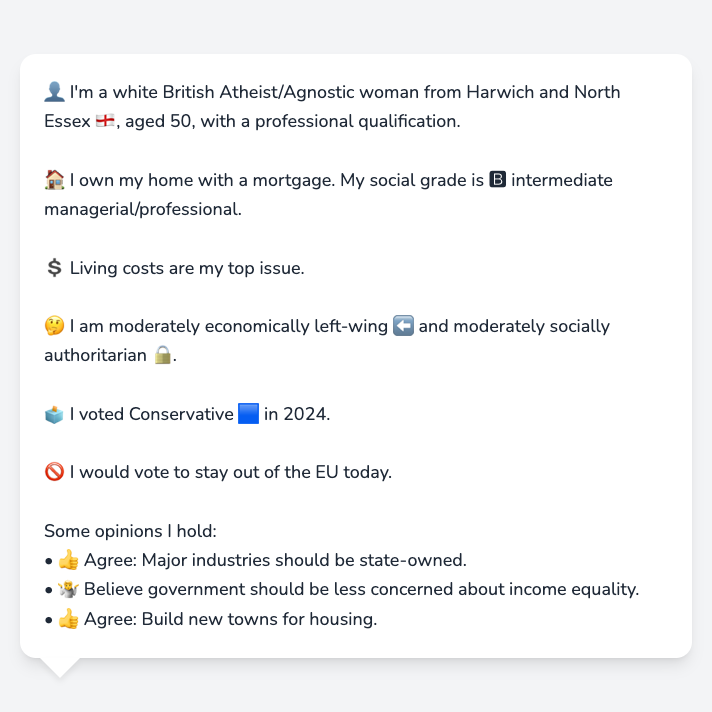 👤 I'm a white British Atheist/Agnostic woman from Harwich and North
Essex 🏴󠁧󠁢󠁥󠁮󠁧󠁿, aged 50, with a professional qualification.
🏠 I own my home with a mortgage. My social grade is 🅱 intermediate
managerial/professional.
💲 Living costs are my top issue.
🤔 I am moderately economically left-wing ⬅️ and moderately socially
authoritarian 🔒.
🗳️ I voted Conservative 🟦 in 2024.
🚫 I would vote to stay out of the EU today.
Some opinions I hold:
• 👍 Agree: Major industries should be state-owned.
• 🤷 Believe government should be less concerned about income equality.
• 👍 Agree: Build new towns for housing.